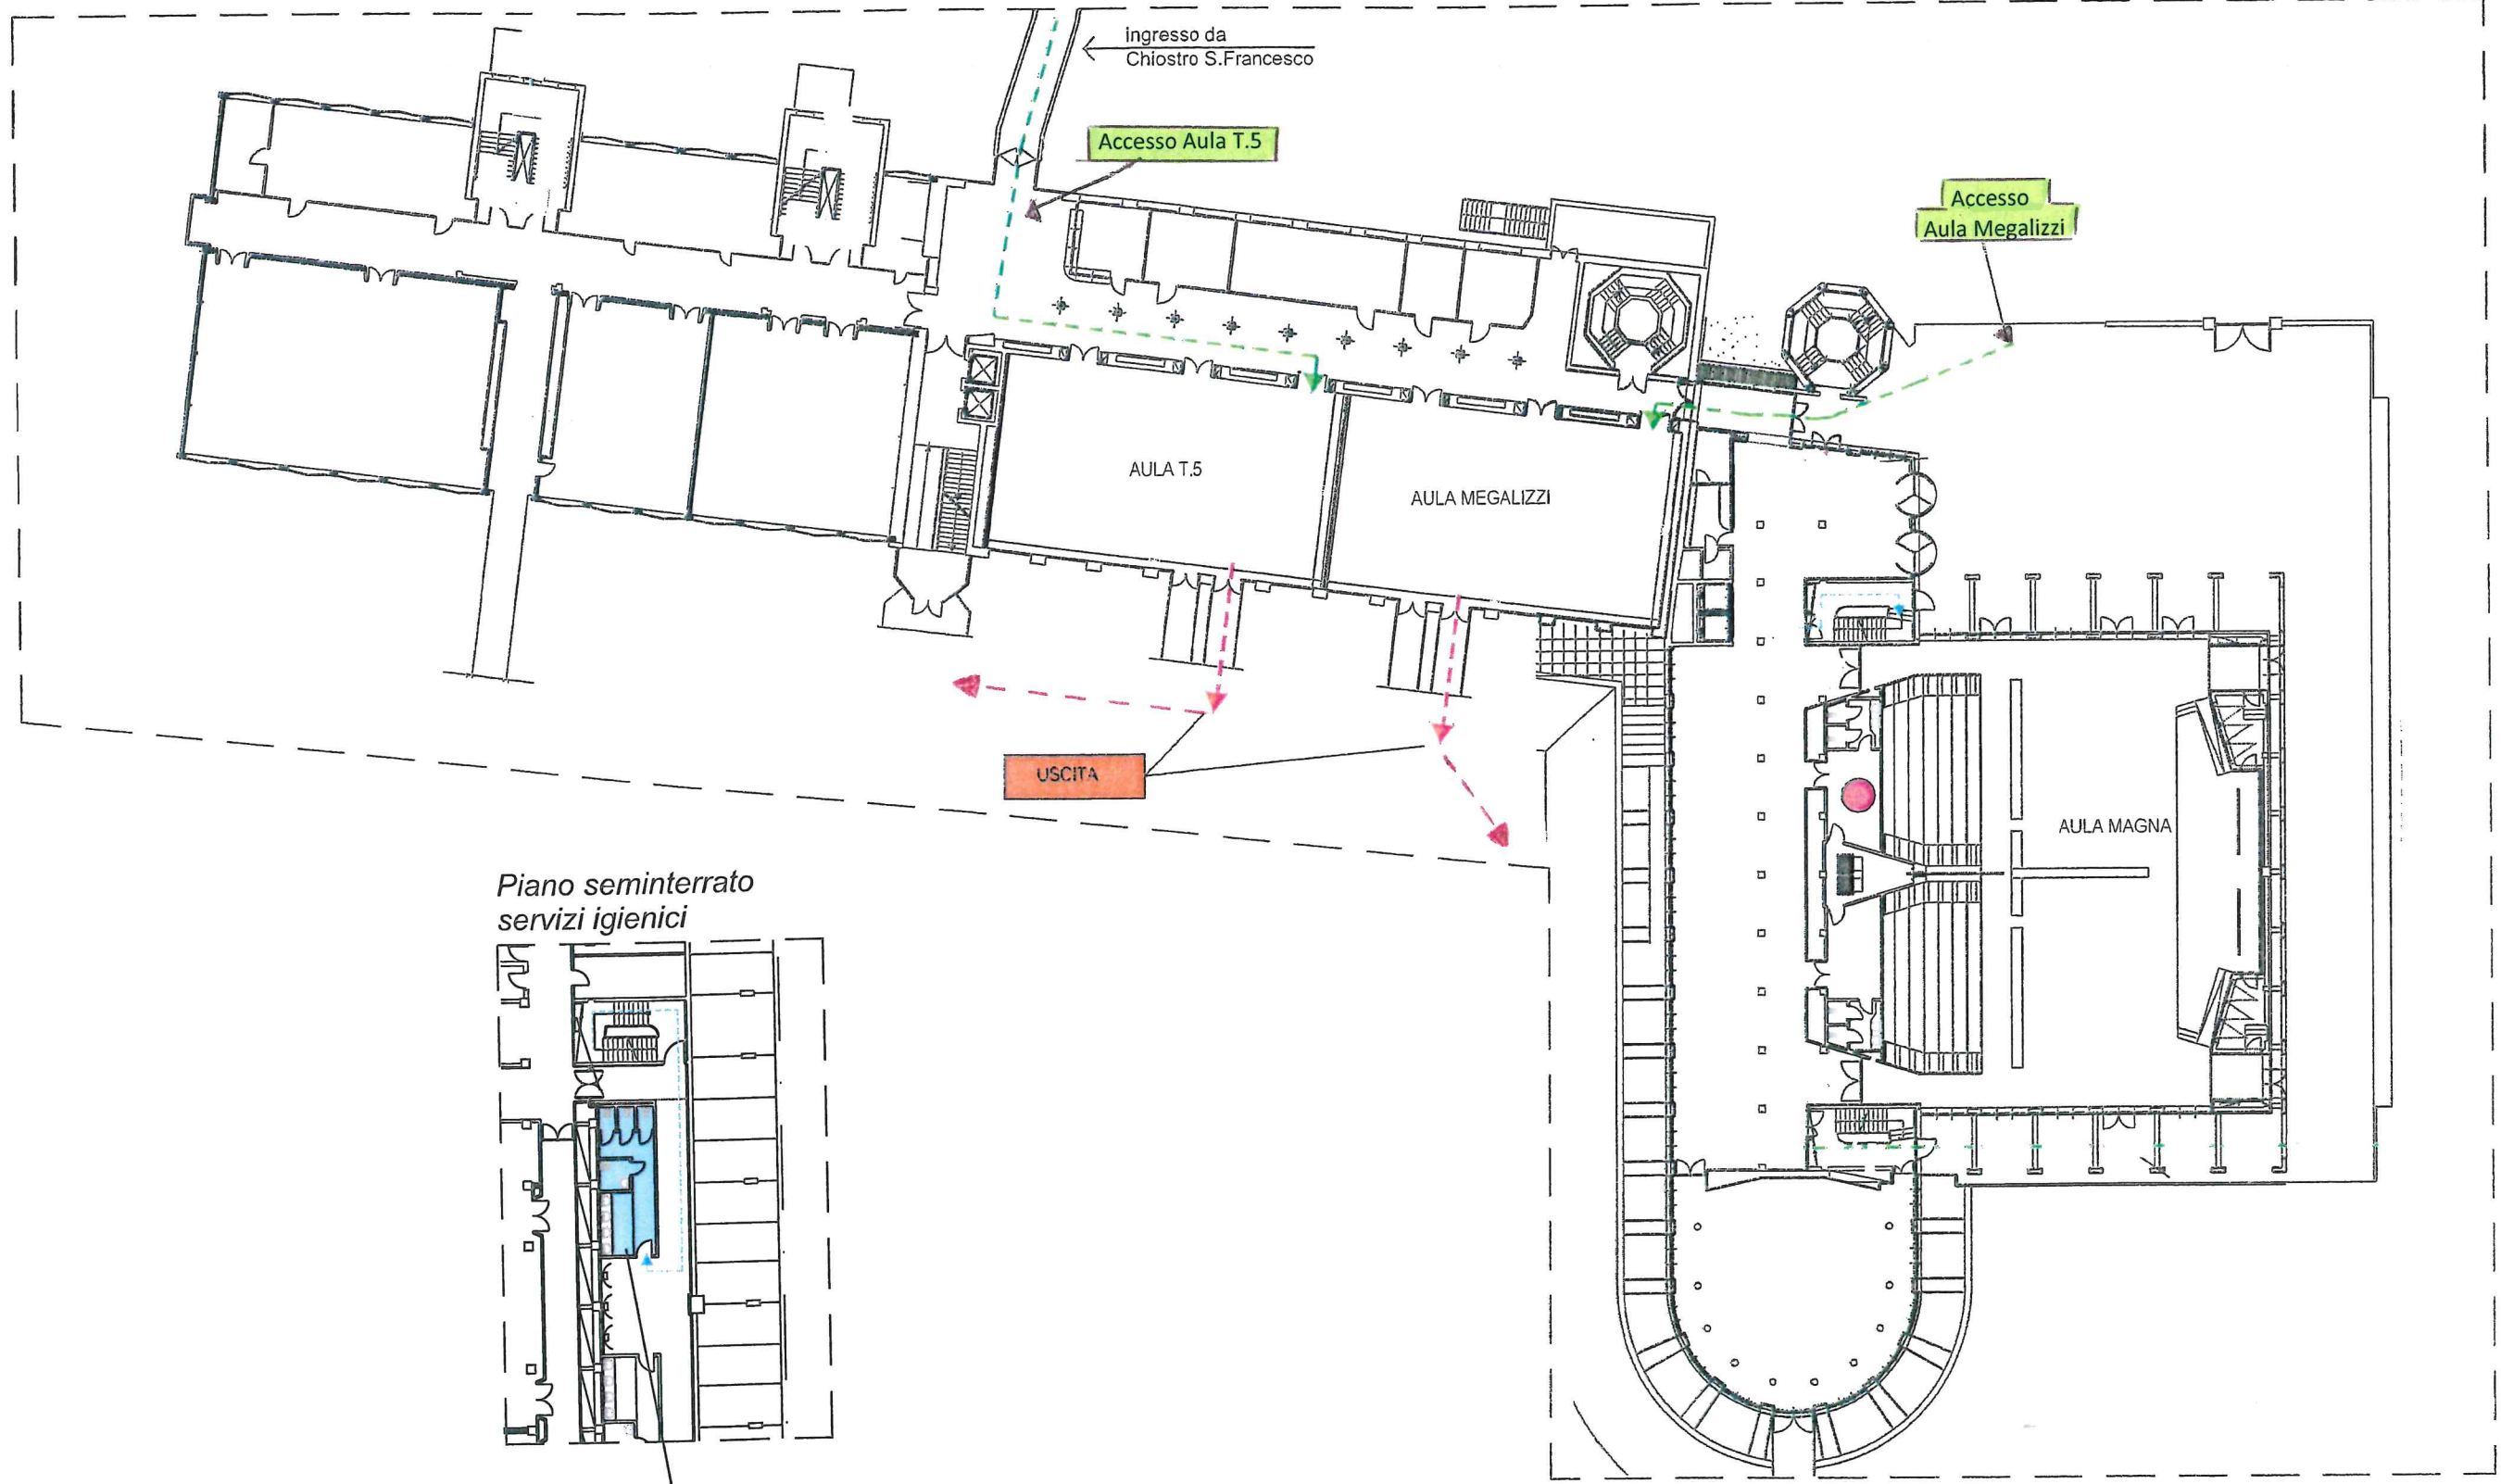 ingresso da
Chiostro S.Francesco
Accesso Aula T.5
Accesso
Aula Megalizzi
AULA T.5
AULA MEGALIZZI
USCITA
AULA MAGNA
Piano seminterrato
servizi igienici